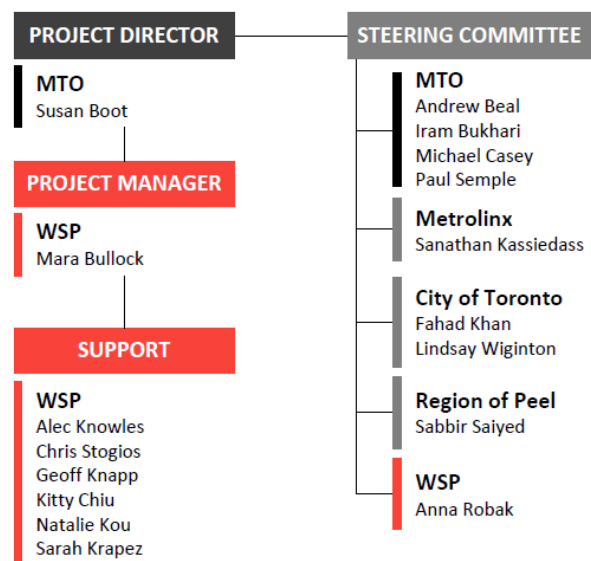 PROJECT DIRECTOR
MTO
Susan Boot
PROJECT MANAGER
WSP
Mara Bullock
SUPPORT
WSP
Alec Knowles
Chris Stogios
Geoff Knapp
Kitty Chiu
Natalie Kou
Sarah Krapez
STEERING COMMITTEE
MTO
Andrew Beal
Iram Bukhari
Michael Casey
Paul Semple
Metrolinx
Sanathan Kassiedass
City of Toronto
Fahad Khan
Lindsay Wiginton
Region of Peel
Sabbir Saiyed
WSP
Anna Robak